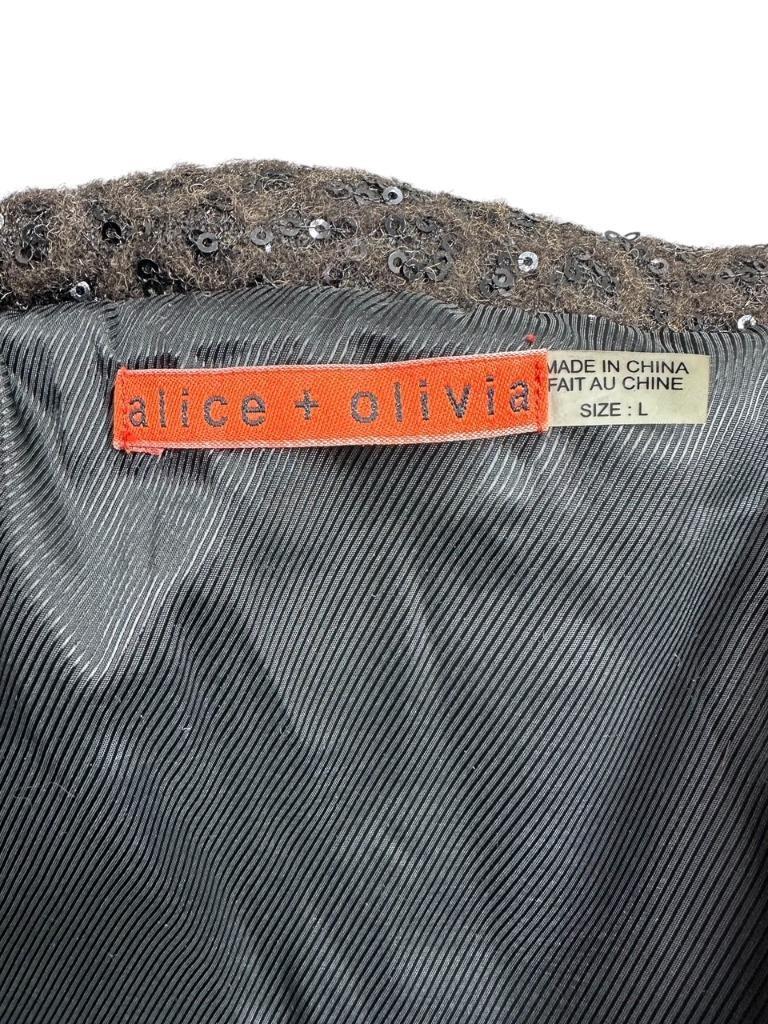 alice + olivia
MADE IN CHINA
FAIT AU CHINE
SIZE : L